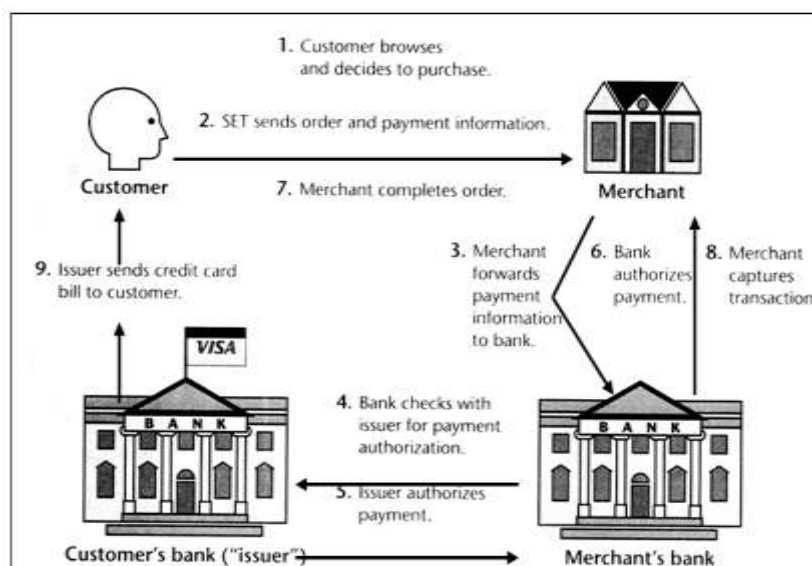 1. Customer browses
and decides to purchase.
2. SET sends order and payment information.
Customer
7. Merchant completes order.
Merchant
3. Merchant
forwards
payment
information
to bank.
6. Bank
authorizes
payment.
8. Merchant
captures
transaction
9. Issuer sends credit card
bill to customer.
VISA
BANK
4. Bank checks with
issuer for payment
authorization.
BANK
5. Issuer authorizes
payment.
Customer's bank ("issuer")
Merchant's bank